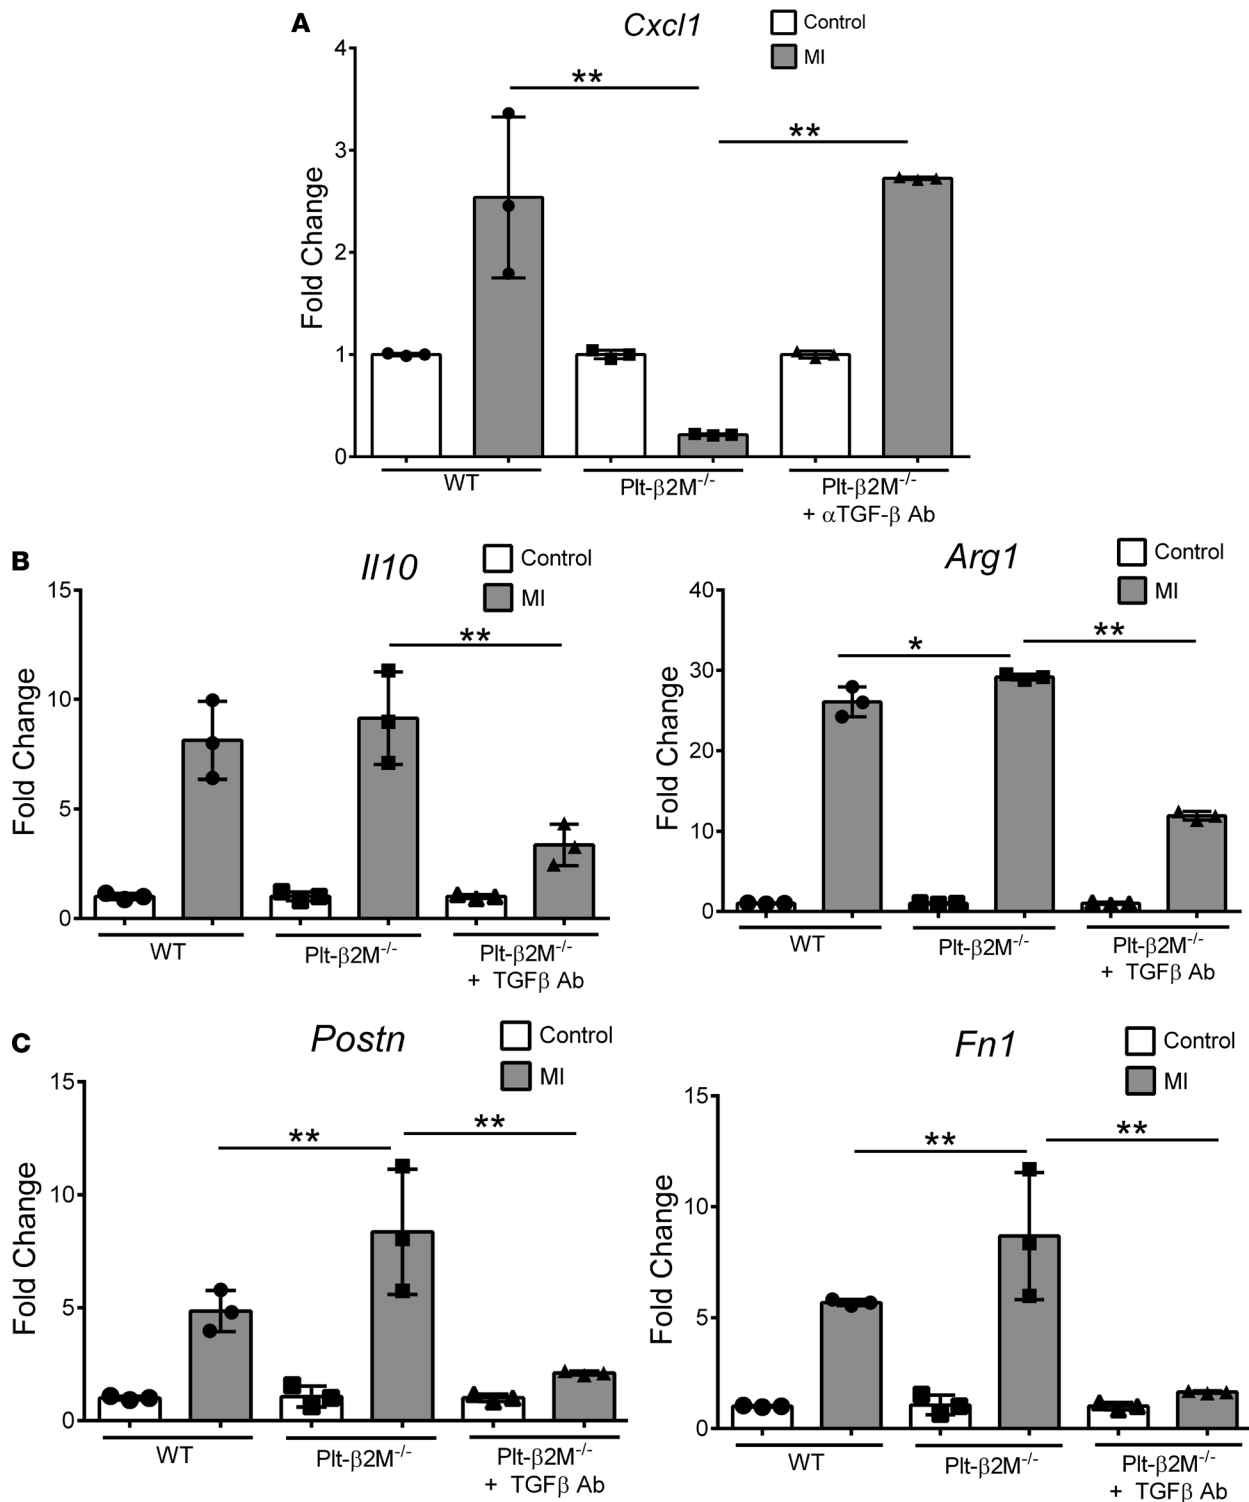 A
Cxcl1
Control
MI
Fold Change
4
3
2
1
0
**
**
WT
Plt-β2M-/-
Plt-β2M-/-
+ αTGF-β Ab
B
Il10
Control
MI
Fold Change
15
10
5
0
**
WT
Plt-β2M-/-
Plt-β2M-/-
+ TGFβ Ab
Arg1
Control
MI
Fold Change
40
30
20
10
0
*
**
WT
Plt-β2M-/-
Plt-β2M-/-
+ TGFβ Ab
C
Postn
Control
MI
Fold Change
15
10
5
0
**
**
WT
Plt-β2M-/-
Plt-β2M-/-
+ TGFβ Ab
Fn1
Control
MI
Fold Change
15
10
5
0
**
**
WT
Plt-β2M-/-
Plt-β2M-/-
+ TGFβ Ab